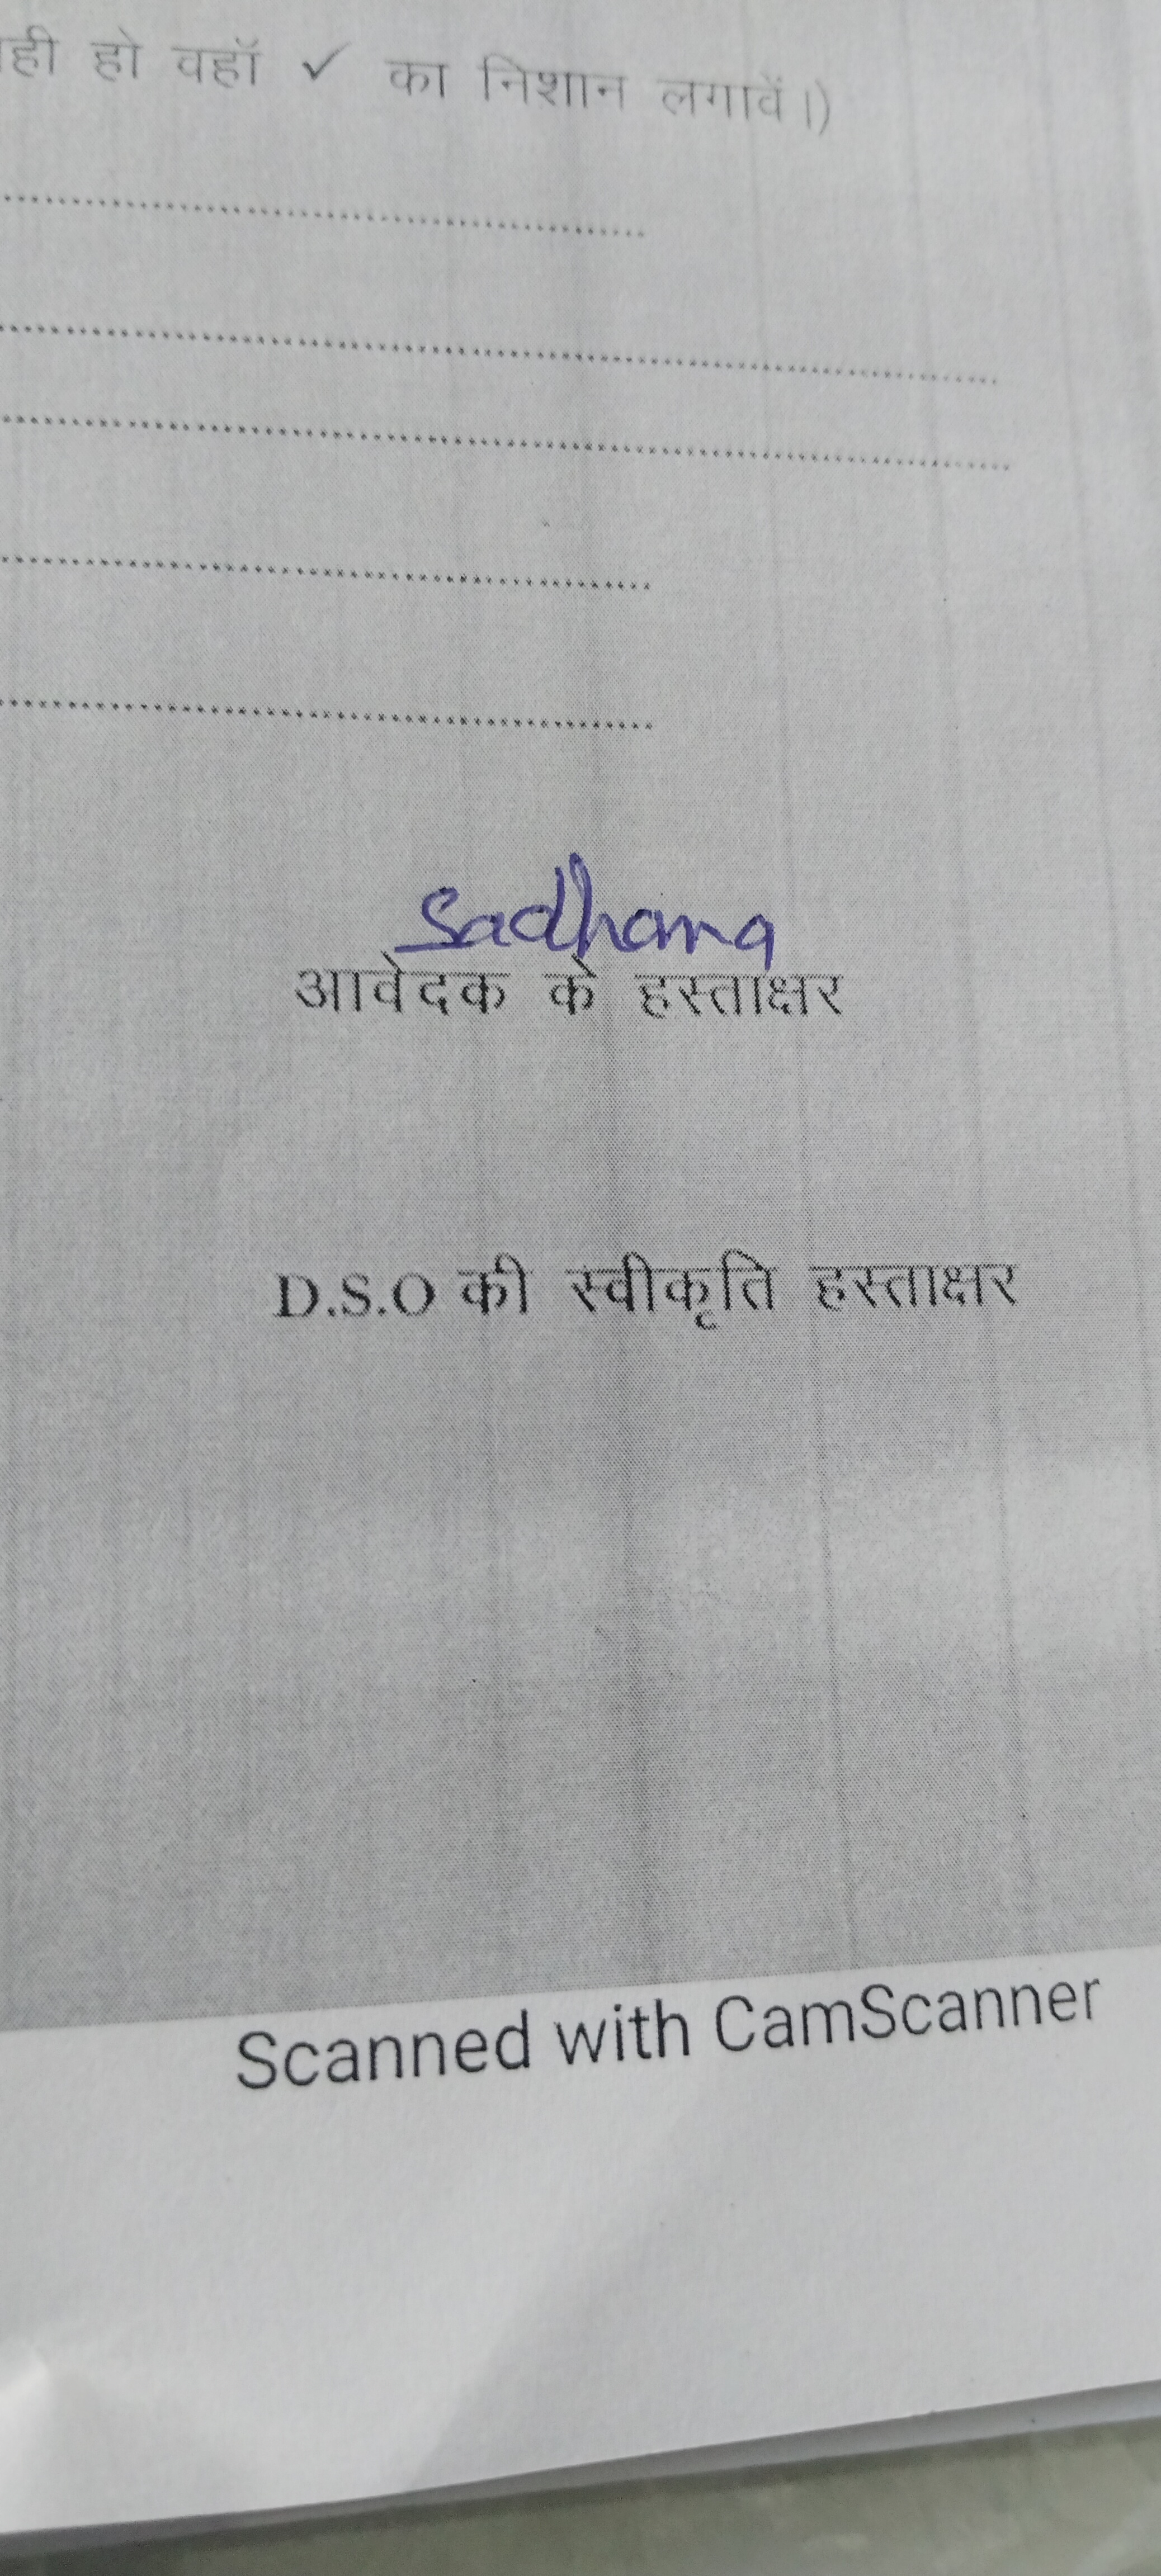 ही हो वहॉ ✓ का निशान लगावें।)
Sadhana
आवेदक के हस्ताक्षर
D.S.O की स्वीकृति हस्ताक्षर
Scanned with CamScanner